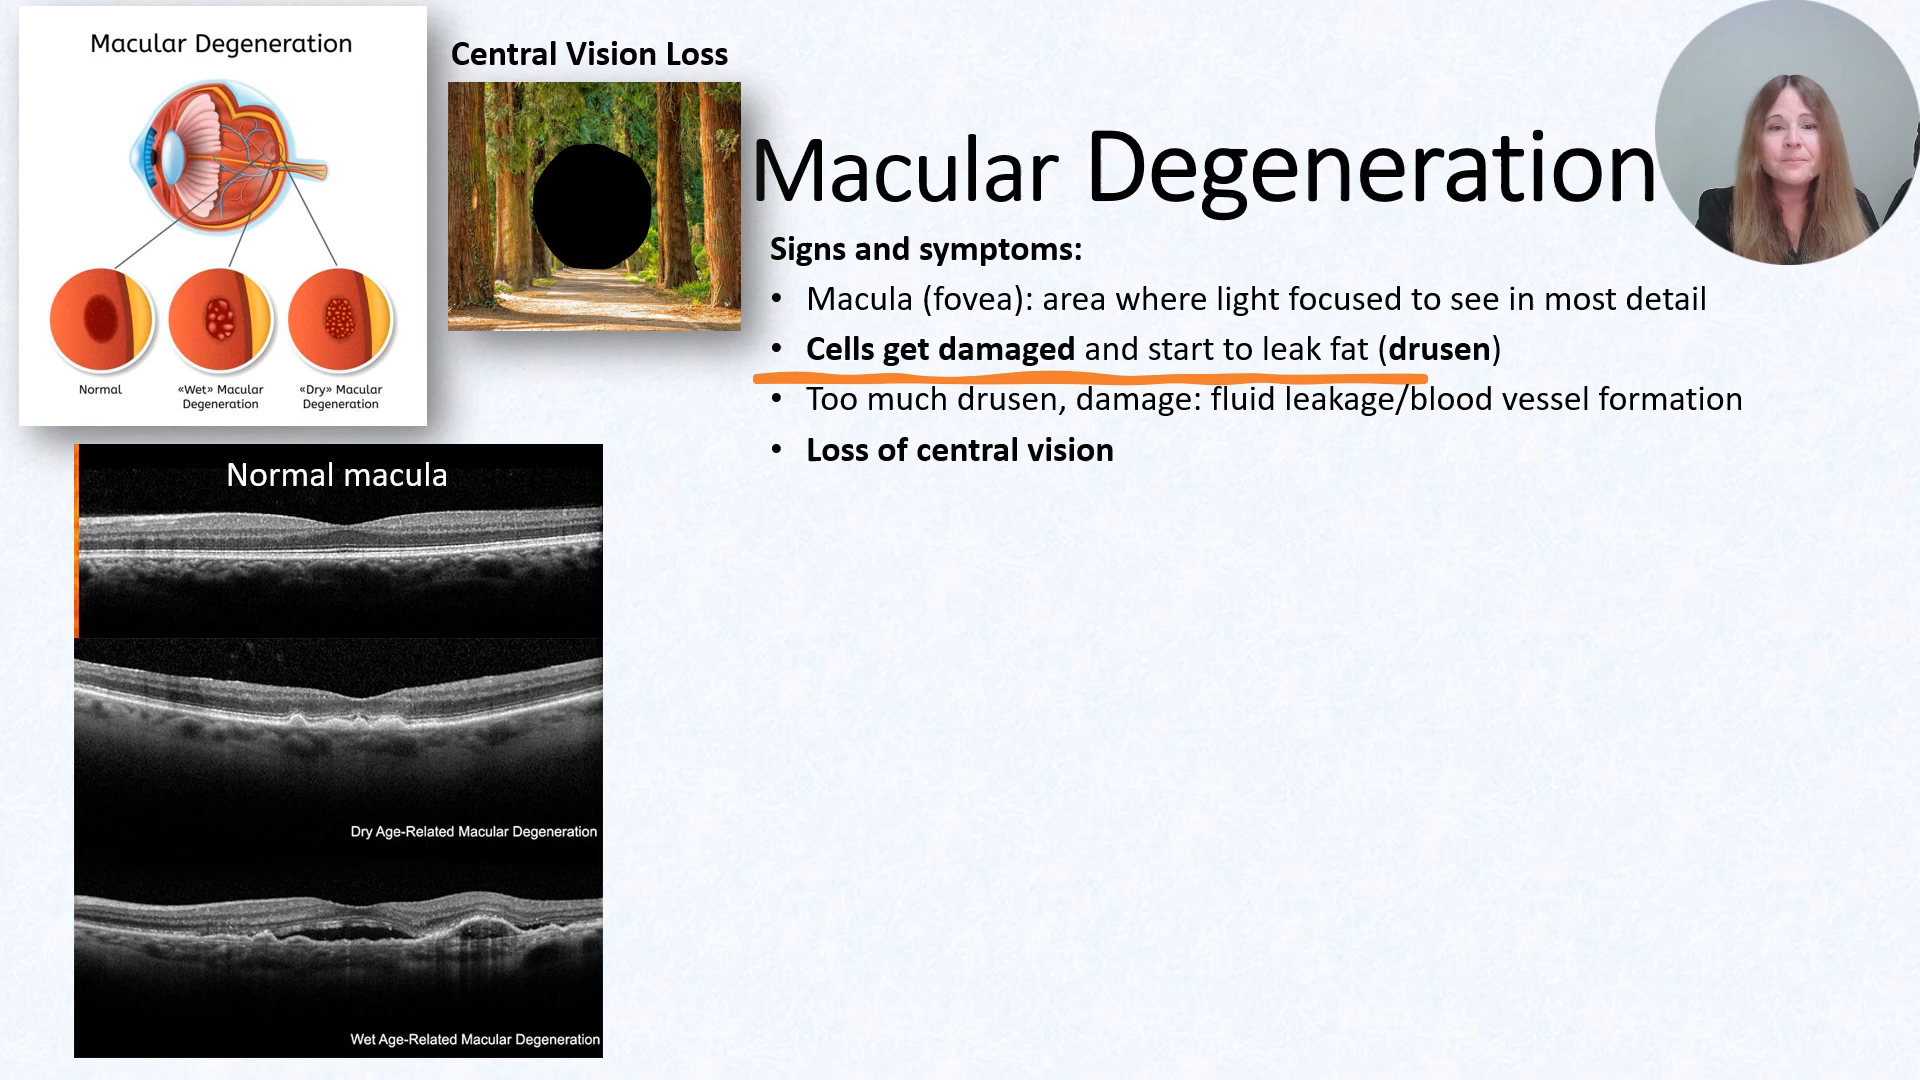 Macular Degeneration
Normal
«Wet» Macular
Degeneration
«Dry» Macular
Degeneration
Central Vision Loss
Macular Degeneration
Signs and symptoms:
• Macula (fovea): area where light focused to see in most detail
• Cells get damaged and start to leak fat (drusen)
• Too much drusen, damage: fluid leakage/blood vessel formation
• Loss of central vision
Normal macula
Dry Age-Related Macular Degeneration
Wet Age-Related Macular Degeneration